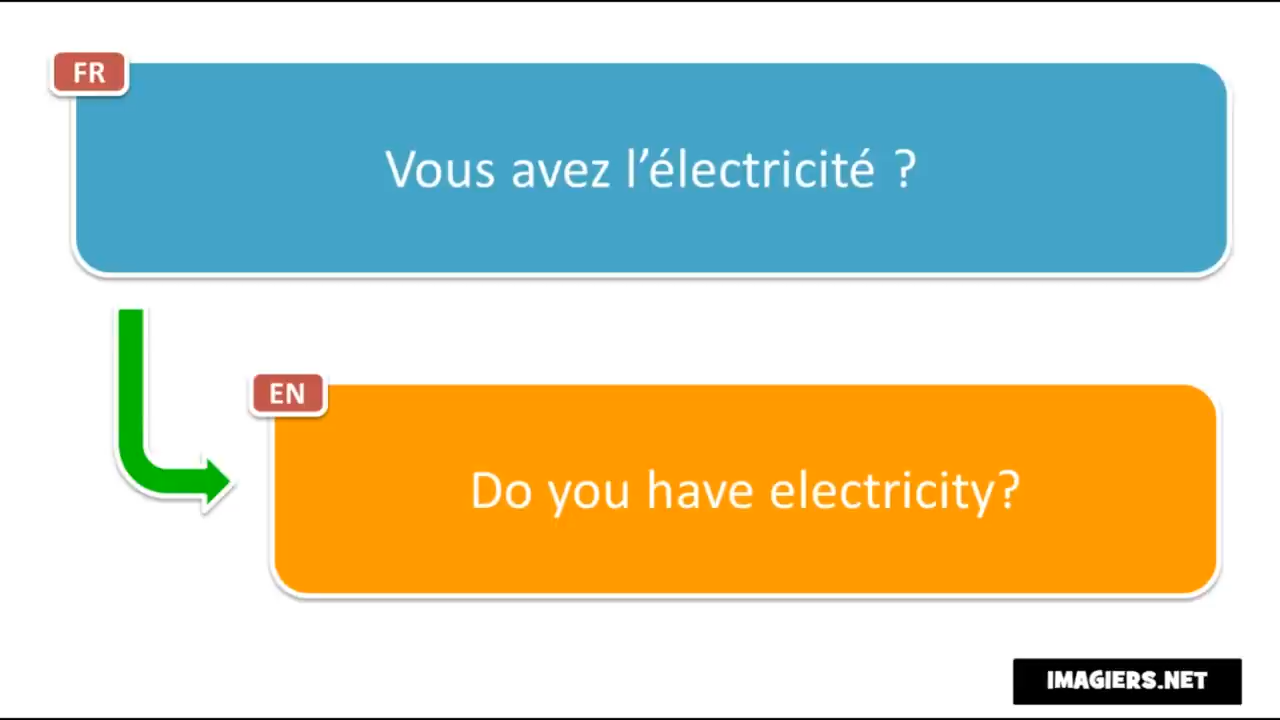 FR
Vous avez l’électricité ?
EN
Do you have electricity?
IMAGIERS.NET